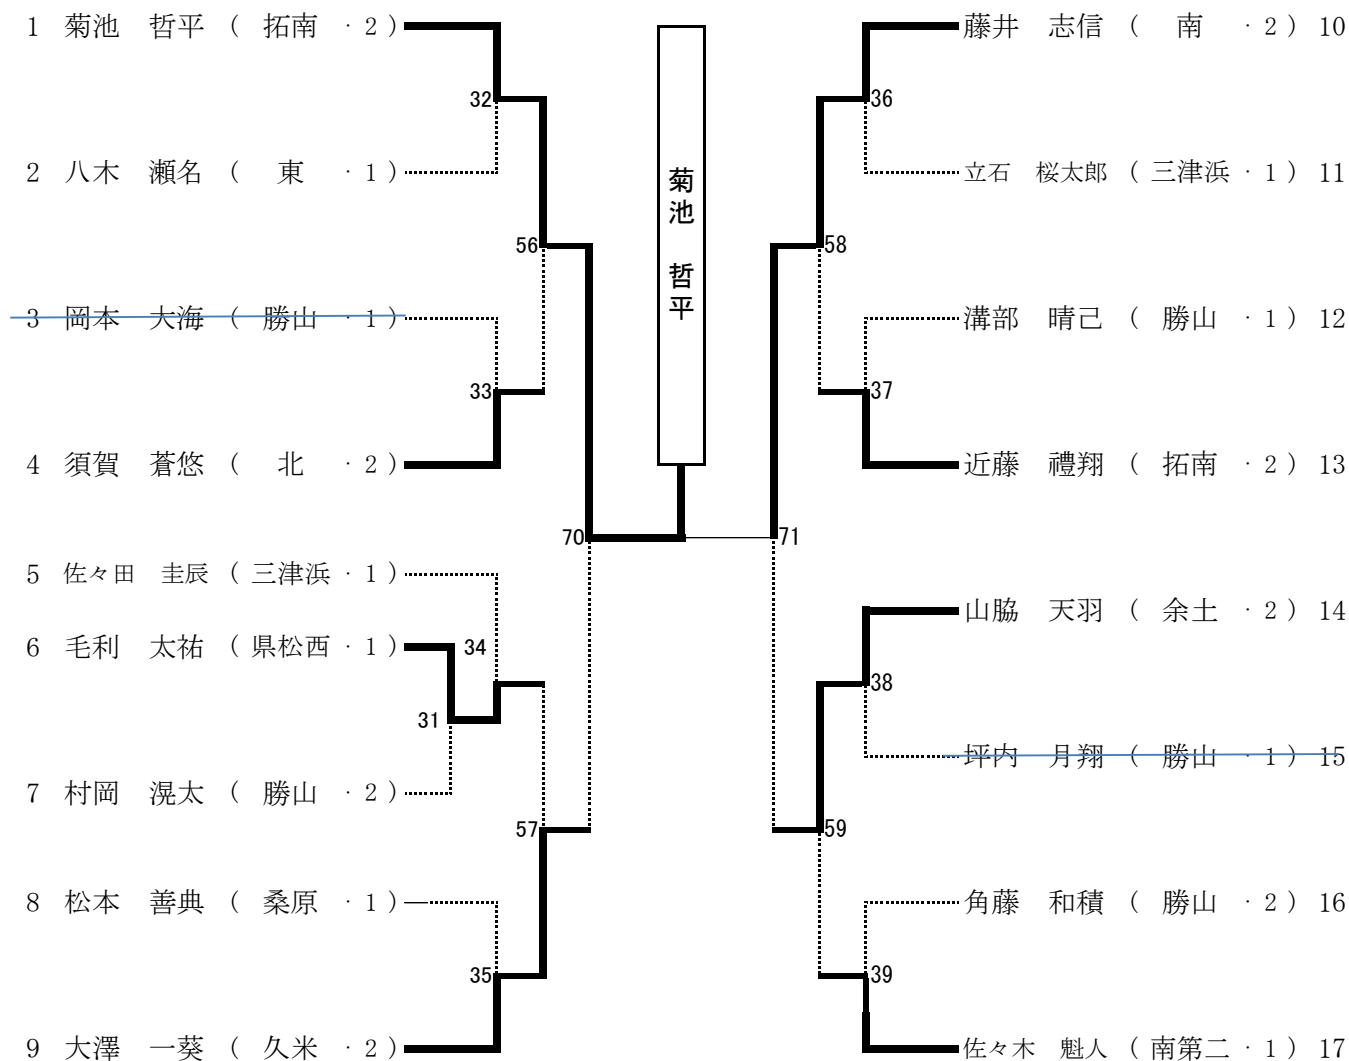 1 菊池 哲平 ( 拓南 ・ 2 )
32
2 八木 瀬名 ( 東 ・ 1 )
56
3 岡本 大海 ( 勝山 ・ 1 )
33
4 須賀 蒼悠 ( 北 ・ 2 )
70
5 佐々田 圭辰 ( 三津浜 ・ 1 )
6 毛利 太祐 ( 県松西 ・ 1 )
34
31
7 村岡 滉太 ( 勝山 ・ 2 )
57
8 松本 善典 ( 桑原 ・ 1 )
35
9 大澤 一葵 ( 久米 ・ 2 )
菊池 哲平
藤井 志信 ( 南 ・ 2 ) 10
36
立石 桜太郎 ( 三津浜 ・ 1 ) 11
58
溝部 晴己 ( 勝山 ・ 1 ) 12
37
近藤 禮翔 ( 拓南 ・ 2 ) 13
71
山脇 天羽 ( 余土 ・ 2 ) 14
38
坪内 月翔 ( 勝山 ・ 1 ) 15
59
角藤 和積 ( 勝山 ・ 2 ) 16
39
佐々木 魁人 ( 南第二 ・ 1 ) 17